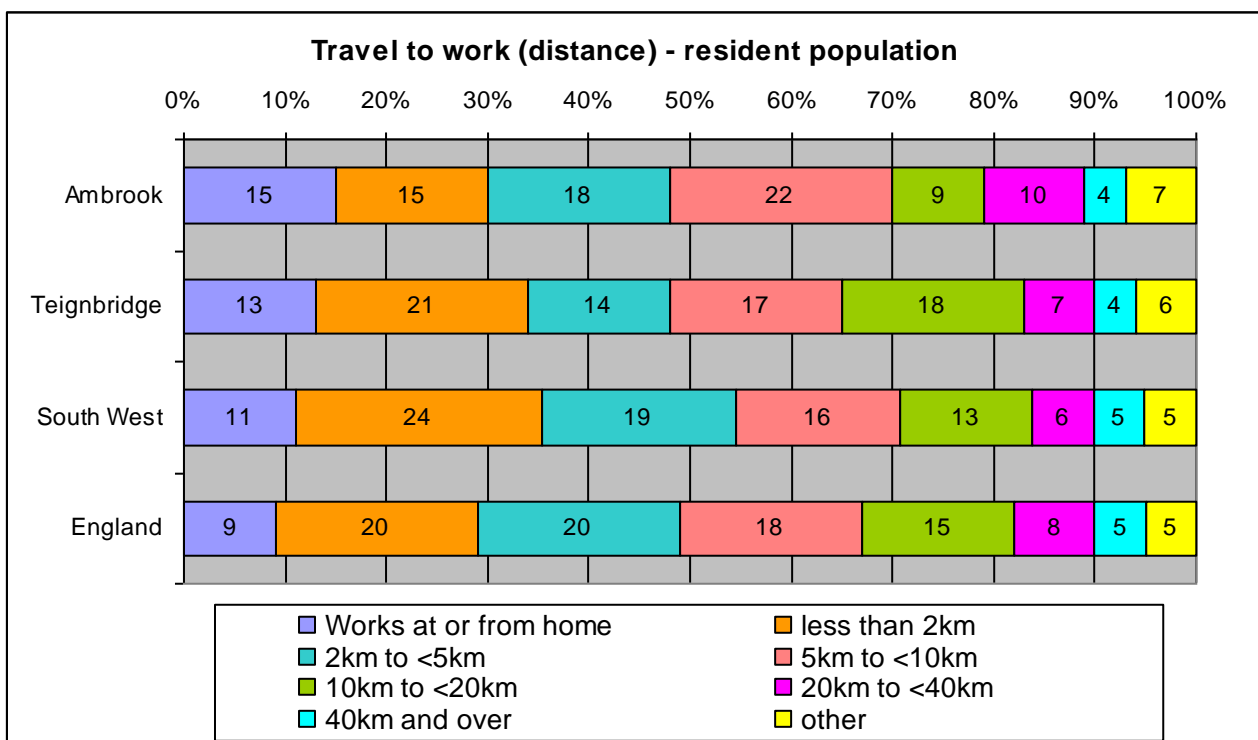 Travel to work (distance) - resident population
0% 10% 20% 30% 40% 50% 60% 70% 80% 90% 100%
Ambrook 15 15 18 22 9 10 4 7
Teignbridge 13 21 14 17 18 7 4 6
South West 11 24 19 16 13 6 5 5
England 9 20 20 18 15 8 5 5
Works at or from home less than 2km
2km to <5km 5km to <10km
10km to <20km 20km to <40km
40km and over other